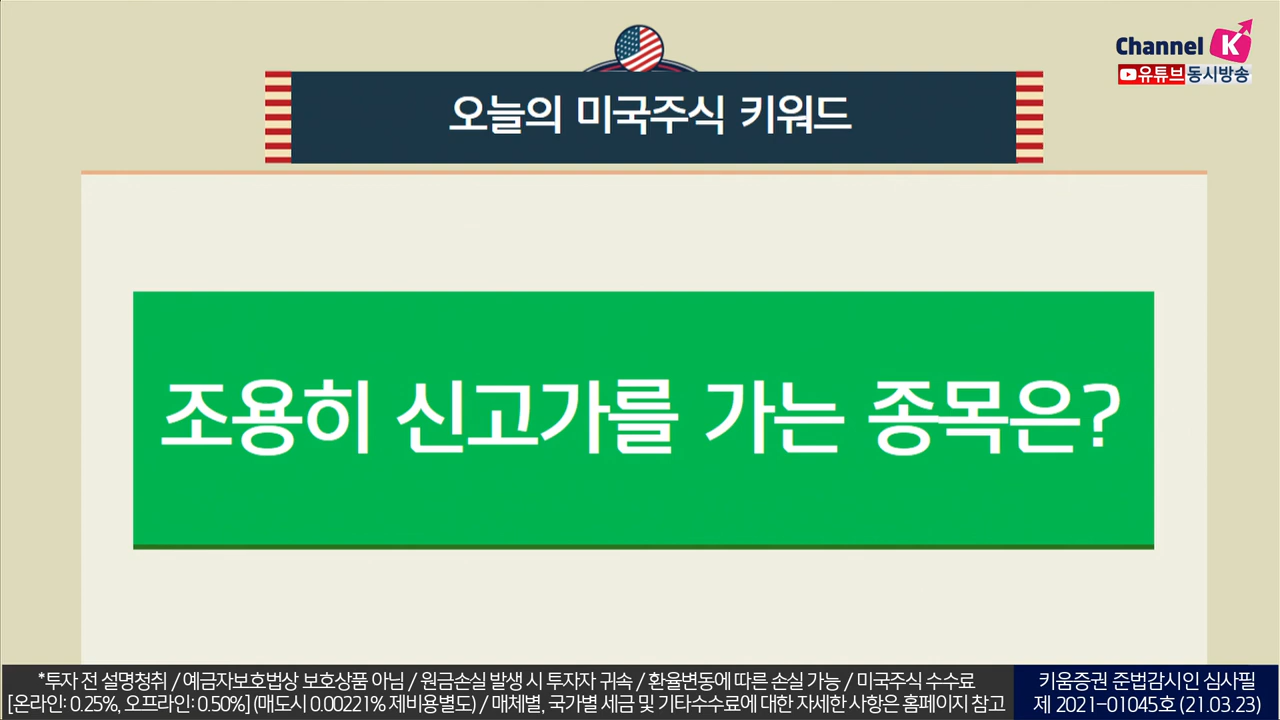 Channel K
유튜브 동시방송
오늘의 미국주식 키워드
조용히 신고가를 가는 종목은?
*투자 전 설명청취 / 예금자보호법상 보호상품 아님 / 원금손실 발생 시 투자자 귀속 / 환율변동에 따른 손실 가능 / 미국주식 수수료
[온라인: 0.25%, 오프라인: 0.50%] (매도시 0.00221% 제비용별도) / 매체별, 국가별 세금 및 기타수수료에 대한 자세한 사항은 홈페이지 참고
키움증권 준법감시인 심사필
제 2021-01045호 (21.03.23)